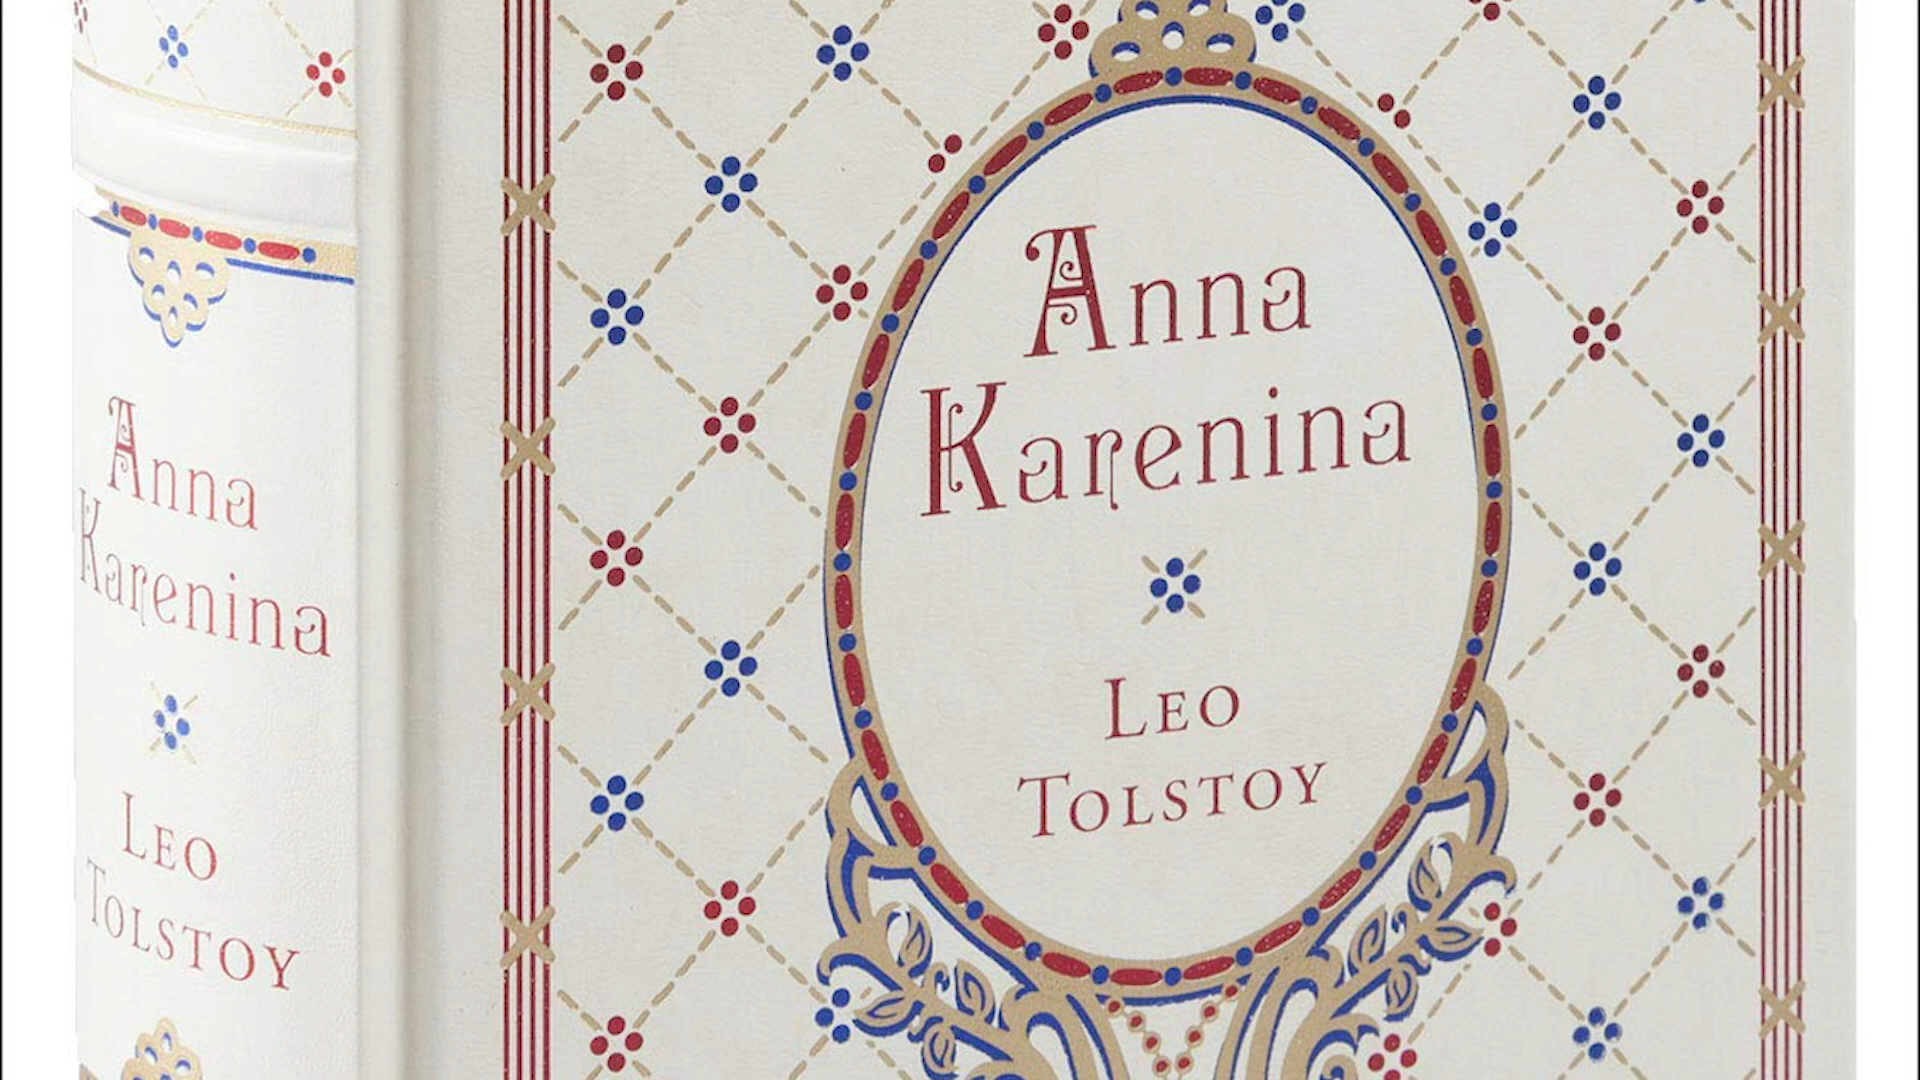 Anna
Karenina
Leo
Tolstoy
Anna
Karenina
Leo
Tolstoy